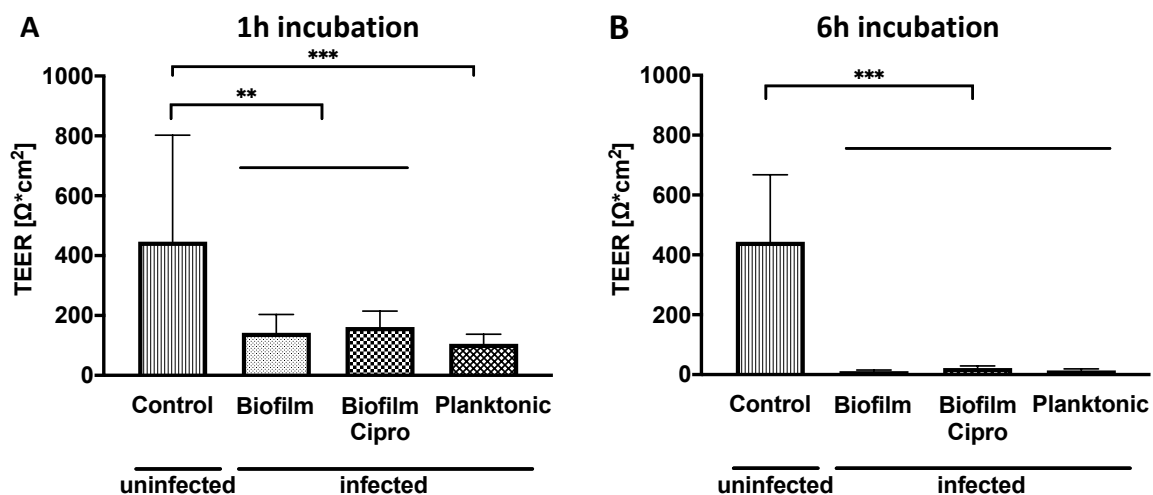 A
1h incubation
***
**
1000
800
600
400
200
0
TEER [Ω*cm²]
Control
Biofilm
Biofilm
Cipro
Planktonic
uninfected
infected
B
6h incubation
***
1000
800
600
400
200
0
TEER [Ω*cm²]
Control
Biofilm
Biofilm
Cipro
Planktonic
uninfected
infected